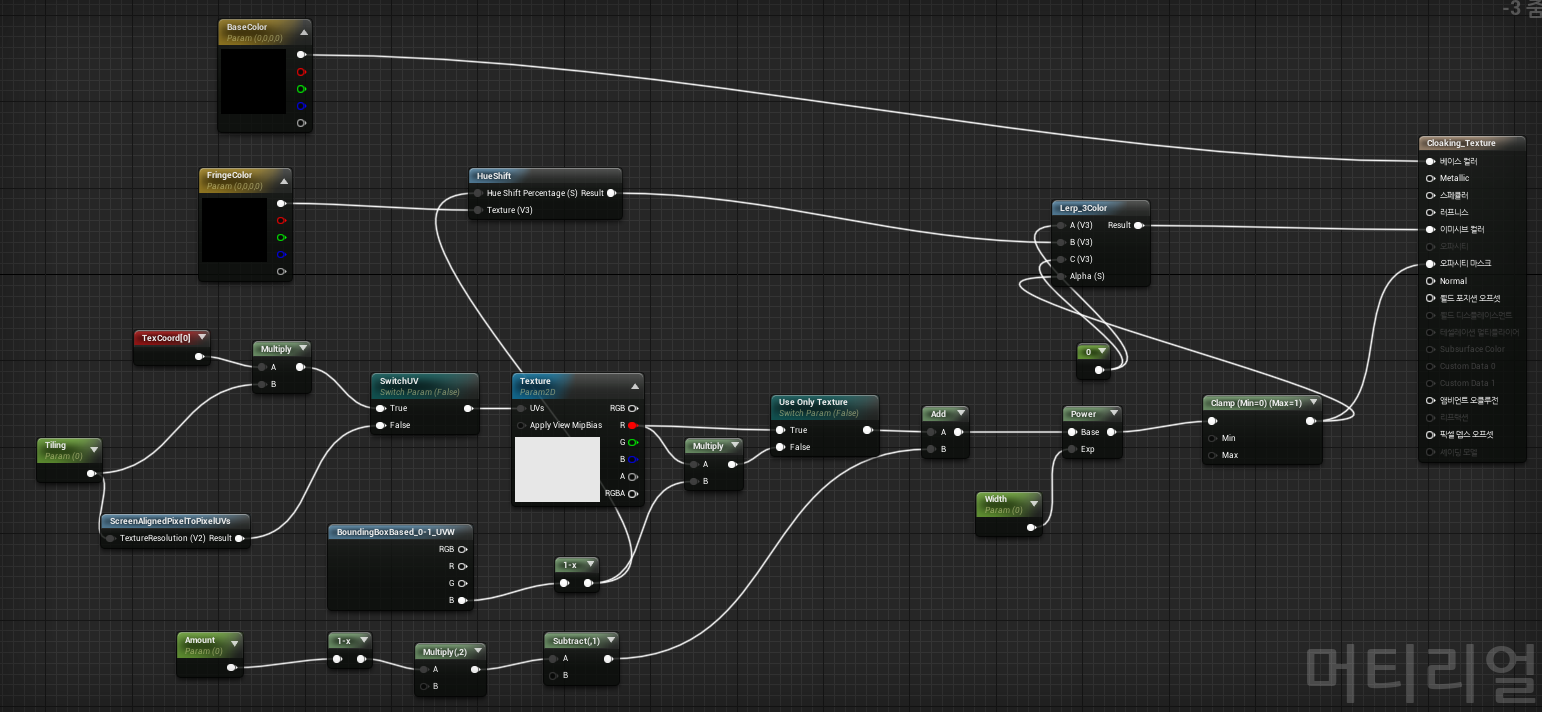 -3 줌
BaseColor
Param (0,0,0,0)
FringeColor
Param (0,0,0,0)
HueShift
Hue Shift Percentage (S) Result
Texture (V3)
Lerp_3Color
A (V3) Result
B (V3)
C (V3)
Alpha (S)
Cloaking_Texture
베이스 컬러
Metallic
스페큘러
러프니스
이미시브 컬러
오파시티
오파시티 마스크
Normal
월드 포지션 오프셋
월드 디스플레이스먼트
테셀레이션 멀티플라이어
Subsurface Color
Custom Data 0
Custom Data 1
앰비언트 오클루전
리프랙션
픽셀 뎁스 오프셋
셰이딩 모델
TexCoord[0]
Multiply
A
B
Tiling
Param (0)
ScreenAlignedPixelToPixelUVs
TextureResolution (V2) Result
SwitchUV
Switch Param (False)
True
False
Texture
Param2D
UVs RGB
Apply View MipBias R
G
B
A
RGBA
BoundingBoxBased_0-1_UVW
RGB
R
G
B
1-x
Multiply
A
B
Use Only Texture
Switch Param (False)
True
False
Add
A
B
0
Power
Base
Exp
Width
Param (0)
Clamp (Min=0) (Max=1)
Min
Max
Amount
Param (0)
1-x
Multiply(,2)
A
B
Subtract(,1)
A
B
머티리얼